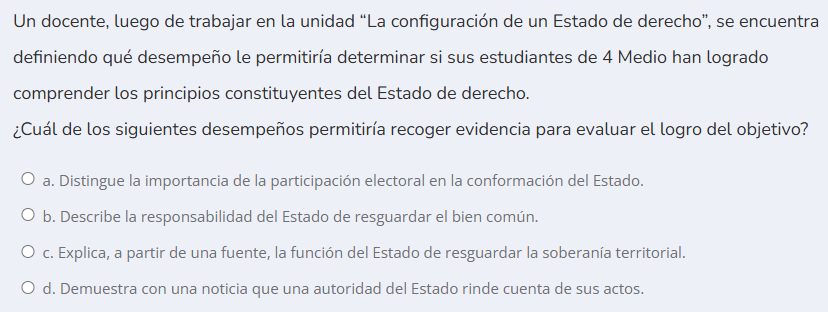 Un docente, luego de trabajar en la unidad “La configuración de un Estado de derecho”, se encuentra
definiendo qué desempeño le permitiría determinar si sus estudiantes de 4 Medio han logrado
comprender los principios constituyentes del Estado de derecho.
¿Cuál de los siguientes desempeños permitiría recoger evidencia para evaluar el logro del objetivo?
a. Distingue la importancia de la participación electoral en la conformación del Estado.
b. Describe la responsabilidad del Estado de resguardar el bien común.
c. Explica, a partir de una fuente, la función del Estado de resguardar la soberanía territorial.
d. Demuestra con una noticia que una autoridad del Estado rinde cuenta de sus actos.